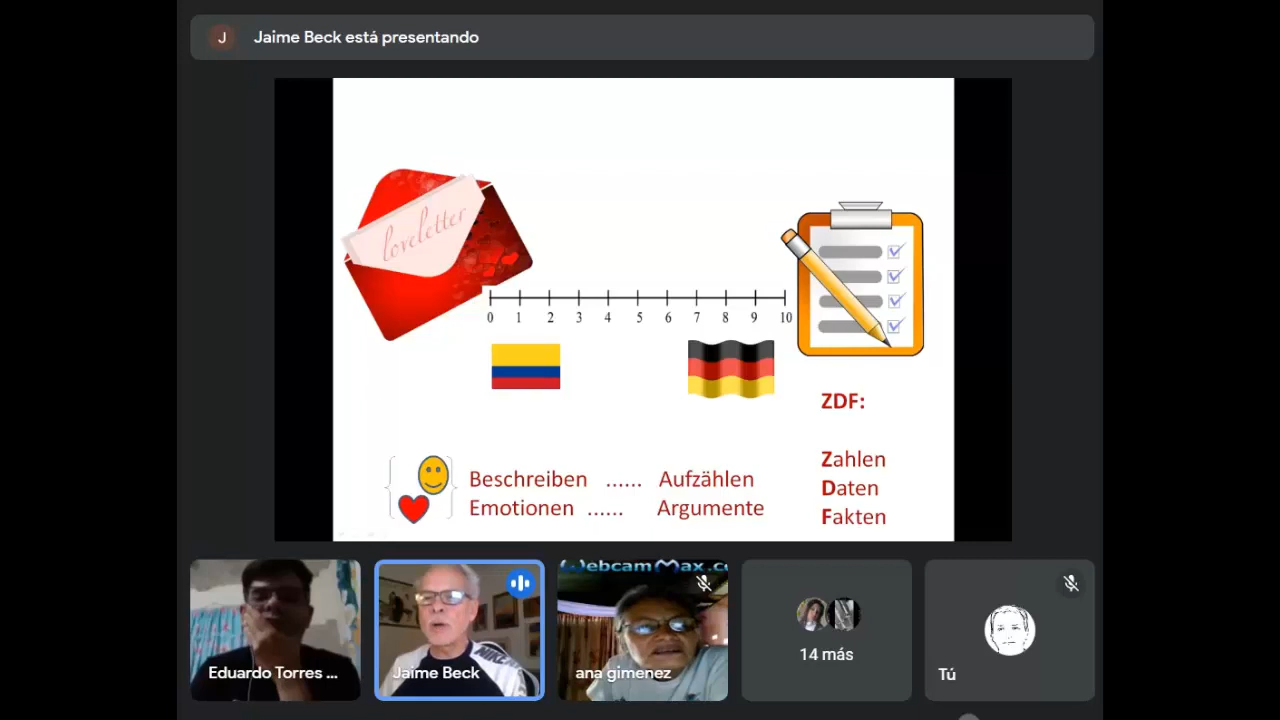 J Jaime Beck está presentando
loveletter
0 1 2 3 4 5 6 7 8 9 10
ZDF:
Beschreiben ...... Aufzählen
Emotionen ...... Argumente
Zahlen
Daten
Fakten
WebcamMax.c
Eduardo Torres ...
Jaime Beck
ana gimenez
14 más
Tú